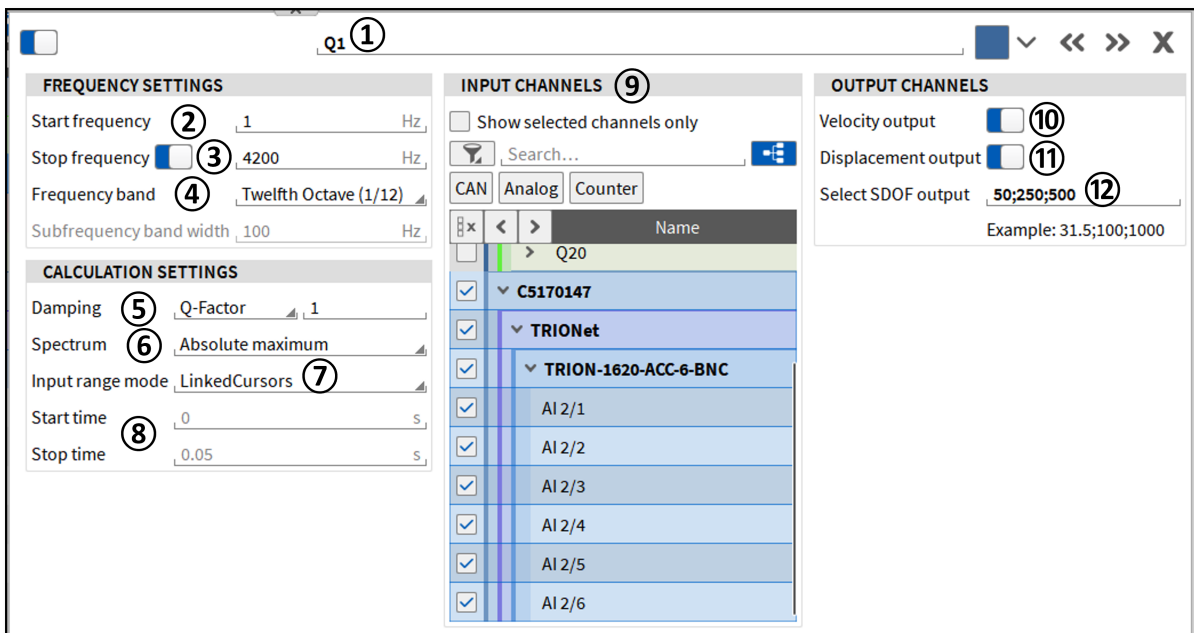 Q1 ①
FREQUENCY SETTINGS
Start frequency ② 1 Hz
Stop frequency ③ 4200 Hz
Frequency band ④ Twelfth Octave (1/12)
Subfrequency band width 100 Hz
CALCULATION SETTINGS
Damping ⑤ Q-Factor 1
Spectrum ⑥ Absolute maximum
Input range mode LinkedCursors ⑦
Start time 0 s
⑧
Stop time 0.05 s
INPUT CHANNELS ⑨
Show selected channels only
Search...
CAN Analog Counter
Name
Q20
C5170147
TRIONet
TRION-1620-ACC-6-BNC
AI 2/1
AI 2/2
AI 2/3
AI 2/4
AI 2/5
AI 2/6
OUTPUT CHANNELS
Velocity output ⑩
Displacement output ⑪
Select SDOF output 50;250;500 ⑫
Example: 31.5;100;1000